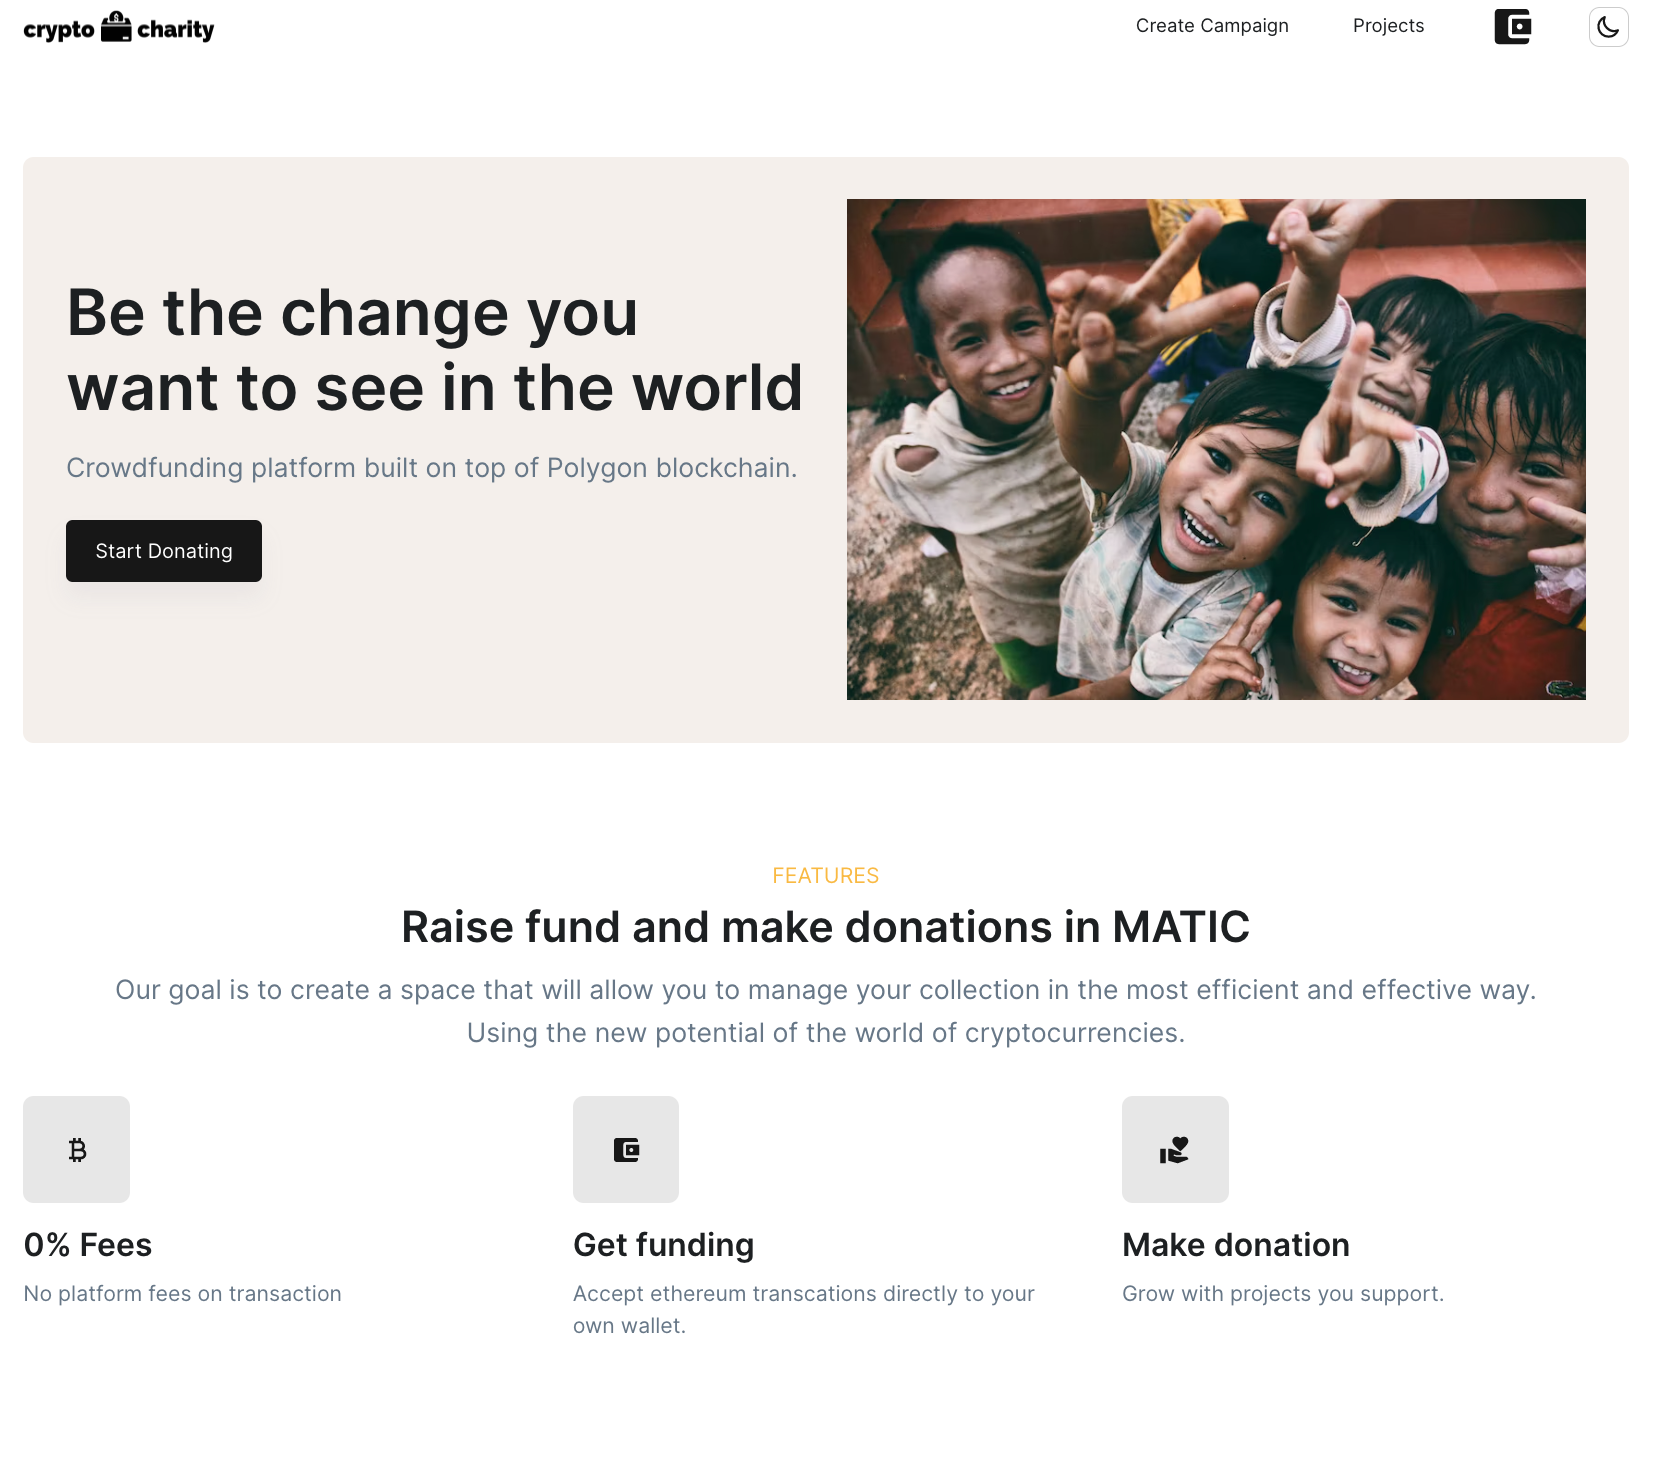 crypto charity
Create Campaign
Projects
Be the change you
want to see in the world
Crowdfunding platform built on top of Polygon blockchain.
Start Donating
FEATURES
Raise fund and make donations in MATIC
Our goal is to create a space that will allow you to manage your collection in the most efficient and effective way.
Using the new potential of the world of cryptocurrencies.
0% Fees
No platform fees on transaction
Get funding
Accept ethereum transcations directly to your
own wallet.
Make donation
Grow with projects you support.